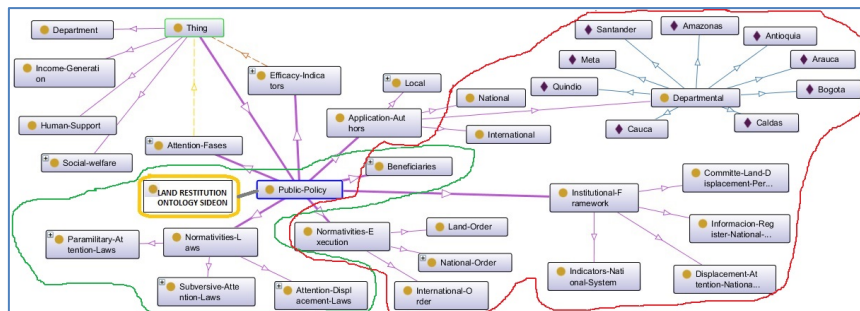 Department
Thing
Income-Generati
on
Efficacy-Indica
tors
Human-Support
Social-welfare
Attention-Fases
Local
Application-Aut
hors
National
International
Santander
Amazonas
Antioquia
Meta
Arauca
Quindio
Departmental
Bogota
Cauca
Caldas
Beneficiaries
LAND RESTITUTION
ONTOLOGY SIDEON
Public-Policy
Institutional-F
ramework
Committe-Land-D
isplacement-Per...
Informacion-Reg
ister-National-...
Displacement-At
tention-Nationa...
Indicators-Nati
onal-System
Normativities-L
aws
Paramilitary-At
tention-Laws
Subversive-Atte
ntion-Laws
Attention-Displ
acement-Laws
Normativities-E
xecution
Land-Order
National-Order
International-O
rder